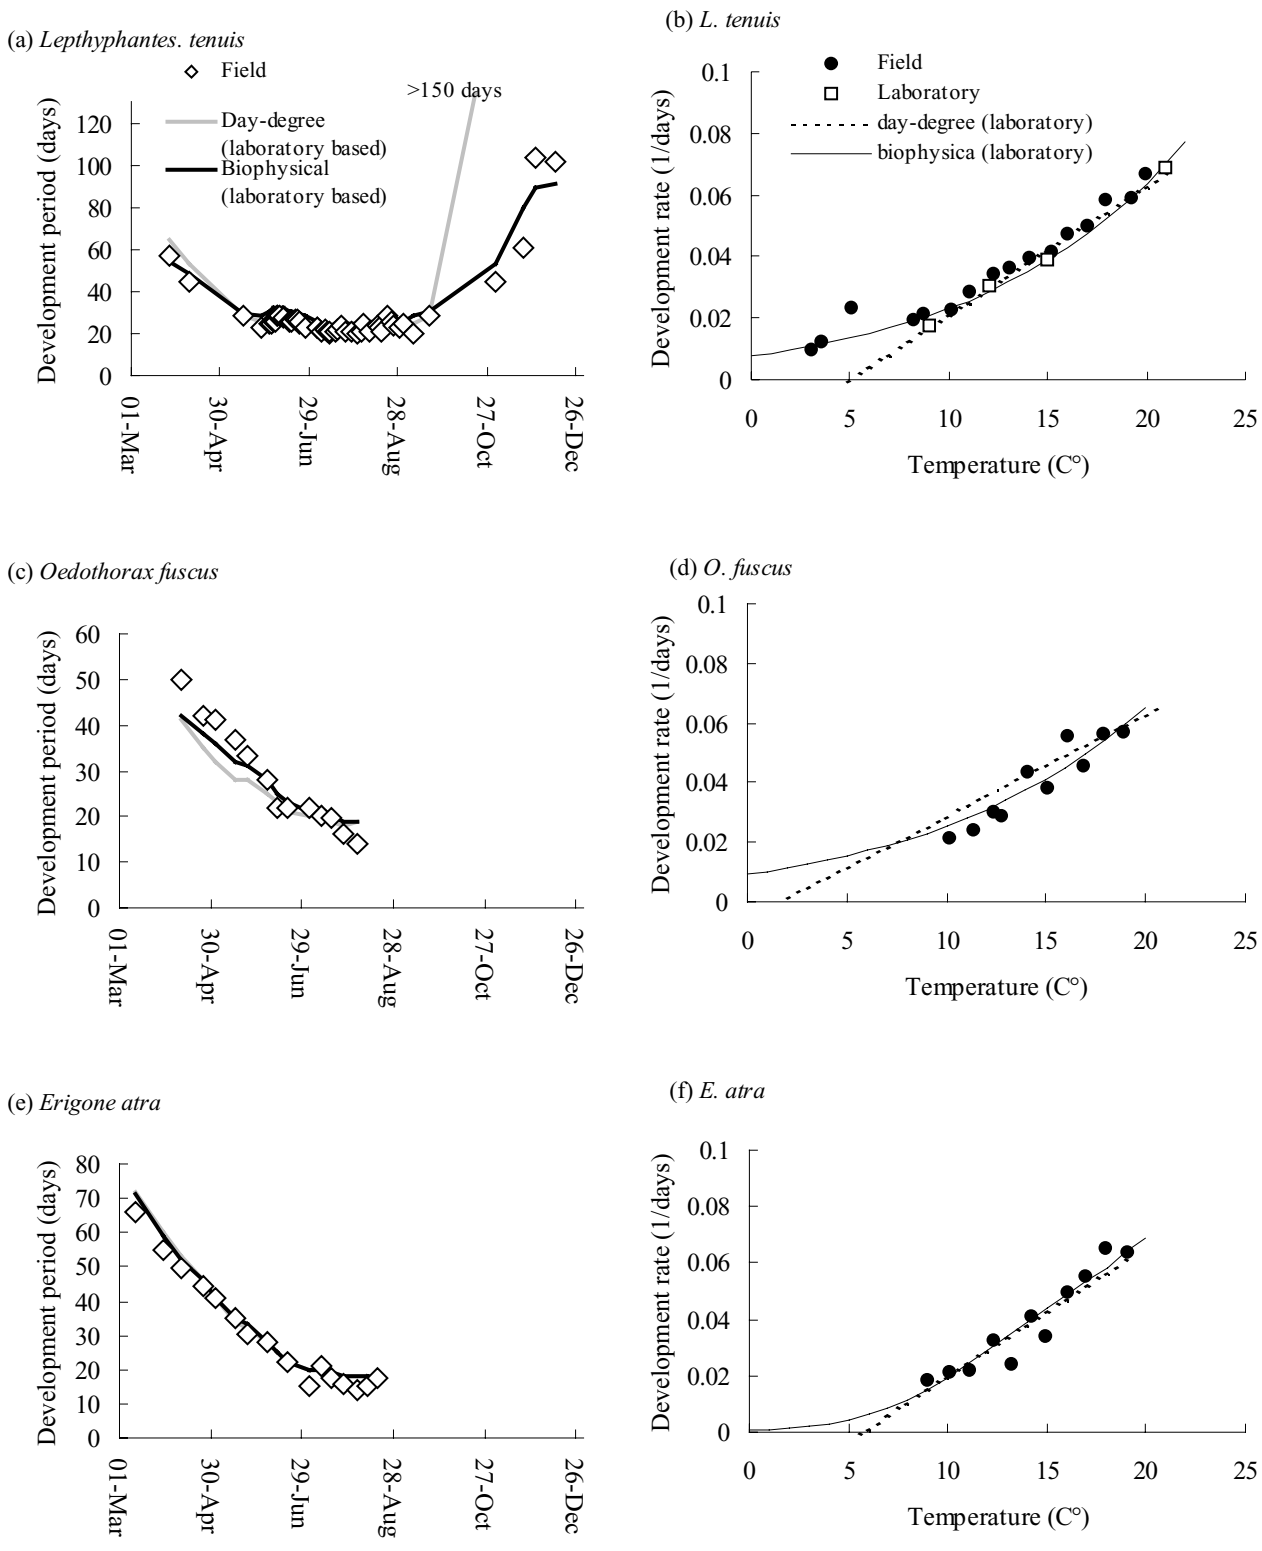 (a) Lepthyphantes. tenuis
Field
>150 days
Day-degree
(laboratory based)
Biophysical
(laboratory based)
Development period (days)
120
100
80
60
40
20
0
01-Mar
30-Apr
29-Jun
28-Aug
27-Oct
26-Dec
(b) L. tenuis
Field
Laboratory
day-degree (laboratory)
biophysica (laboratory)
Development rate (1/days)
0.1
0.08
0.06
0.04
0.02
0
0
5
10
15
20
25
Temperature (C°)
(c) Oedothorax fuscus
Development period (days)
60
50
40
30
20
10
0
01-Mar
30-Apr
29-Jun
28-Aug
27-Oct
26-Dec
(d) O. fuscus
Development rate (1/days)
0.1
0.08
0.06
0.04
0.02
0
0
5
10
15
20
25
Temperature (C°)
(e) Erigone atra
Development period (days)
80
70
60
50
40
30
20
10
0
01-Mar
30-Apr
29-Jun
28-Aug
27-Oct
26-Dec
(f) E. atra
Development rate (1/days)
0.1
0.08
0.06
0.04
0.02
0
0
5
10
15
20
25
Temperature (C°)